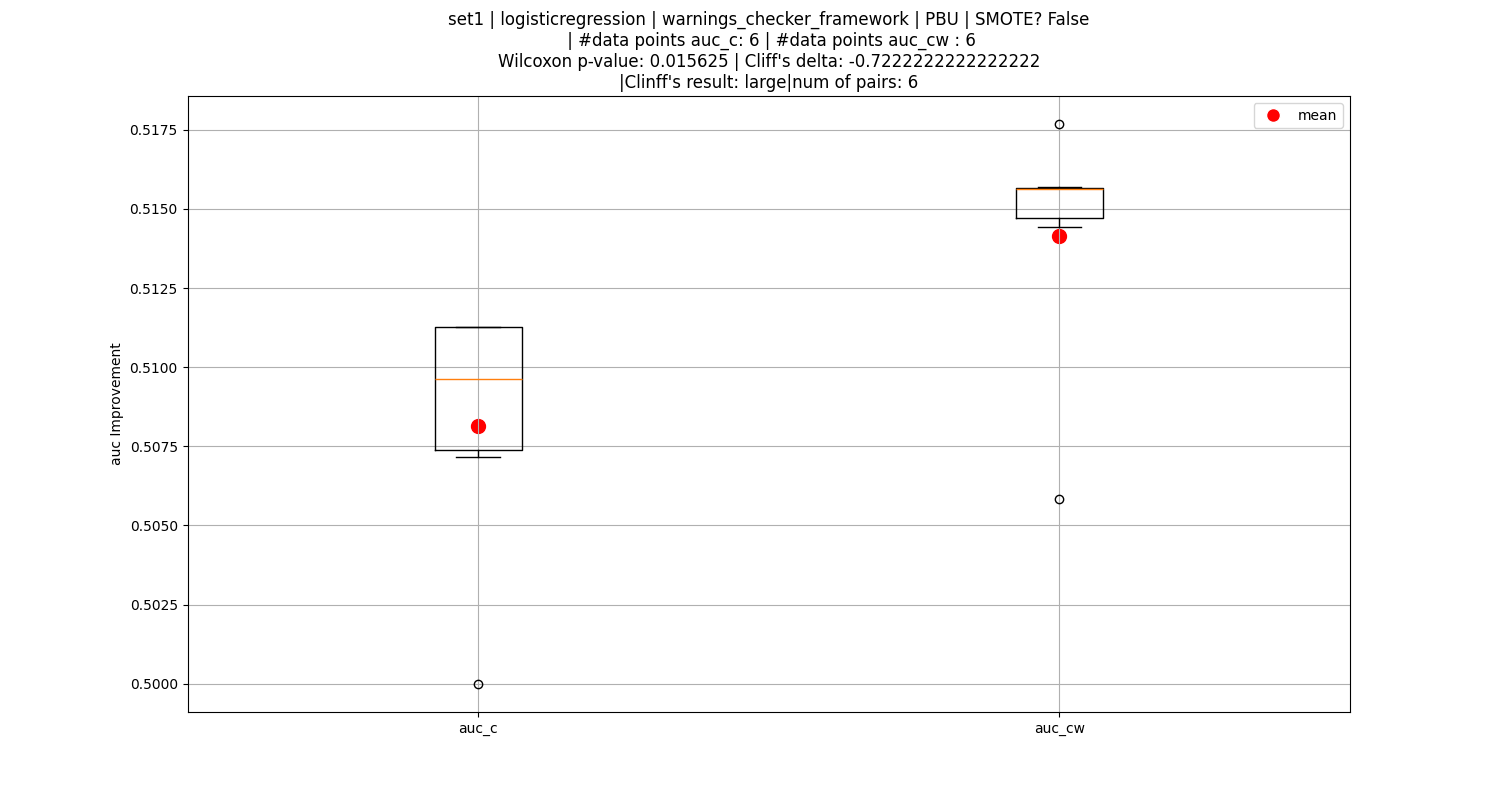 set1 | logisticregression | warnings_checker_framework | PBU | SMOTE? False
| #data points auc_c: 6 | #data points auc_cw : 6
Wilcoxon p-value: 0.015625 | Cliff's delta: -0.7222222222222222
|Clinff's result: large|num of pairs: 6
mean
0.5175
0.5150
0.5125
0.5100
0.5075
0.5050
0.5025
0.5000
auc Improvement
auc_c
auc_cw